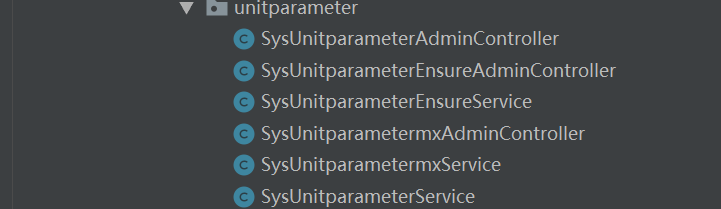 unitparameter
SysUnitparameterAdminController
SysUnitparameterEnsureAdminController
SysUnitparameterEnsureService
SysUnitparametermxAdminController
SysUnitparametermxService
SysUnitparameterService